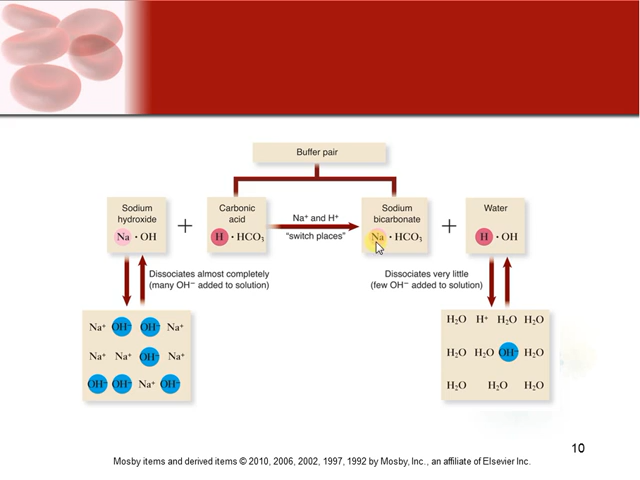 Buffer pair
Sodium
hydroxide
Na · OH
+
Carbonic
acid
H · HCO₃
Na⁺ and H⁺
"switch places"
Sodium
bicarbonate
Na · HCO₃
+
Water
H · OH
Dissociates almost completely
(many OH⁻ added to solution)
Dissociates very little
(few OH⁻ added to solution)
Na⁺ OH⁻ OH⁻ Na⁺
Na⁺ Na⁺ OH⁻ Na⁺
OH⁻ OH⁻ Na⁺ OH⁻
H₂O H⁺ H₂O H₂O
H₂O H₂O OH⁻ H₂O
H₂O H₂O H₂O
10
Mosby items and derived items © 2010, 2006, 2002, 1997, 1992 by Mosby, Inc., an affiliate of Elsevier Inc.